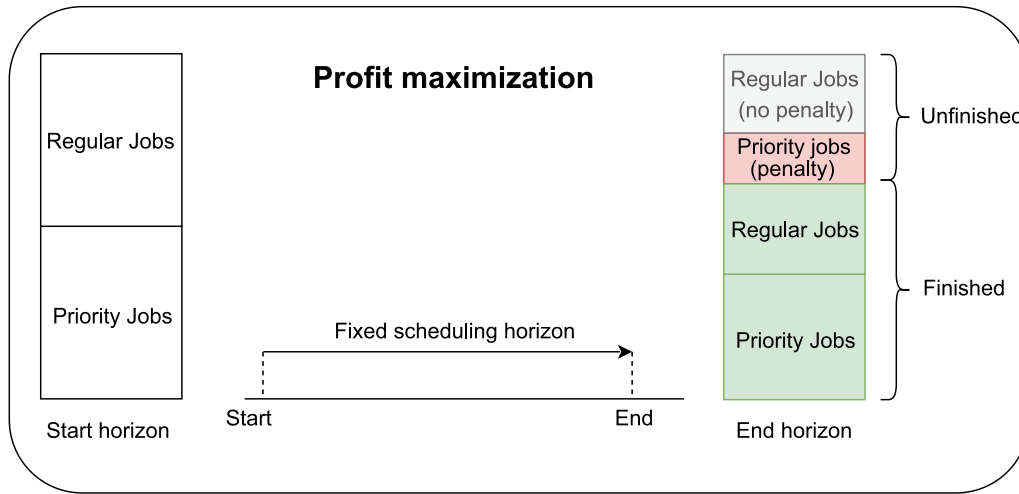 Profit maximization
Regular Jobs
Priority Jobs
Start horizon
Fixed scheduling horizon
Start
End
Regular Jobs
(no penalty)
Priority jobs
(penalty)
Regular Jobs
Priority Jobs
End horizon
Unfinished
Finished